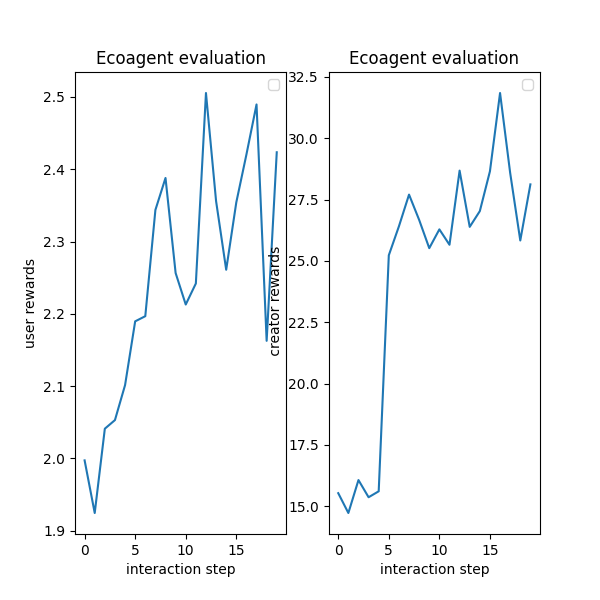 Ecoagent evaluation
user rewards
2.5
2.4
2.3
2.2
2.1
2.0
1.9
0 5 10 15
interaction step
Ecoagent evaluation
creator rewards
32.5
30.0
27.5
25.0
22.5
20.0
17.5
15.0
0 5 10 15
interaction step